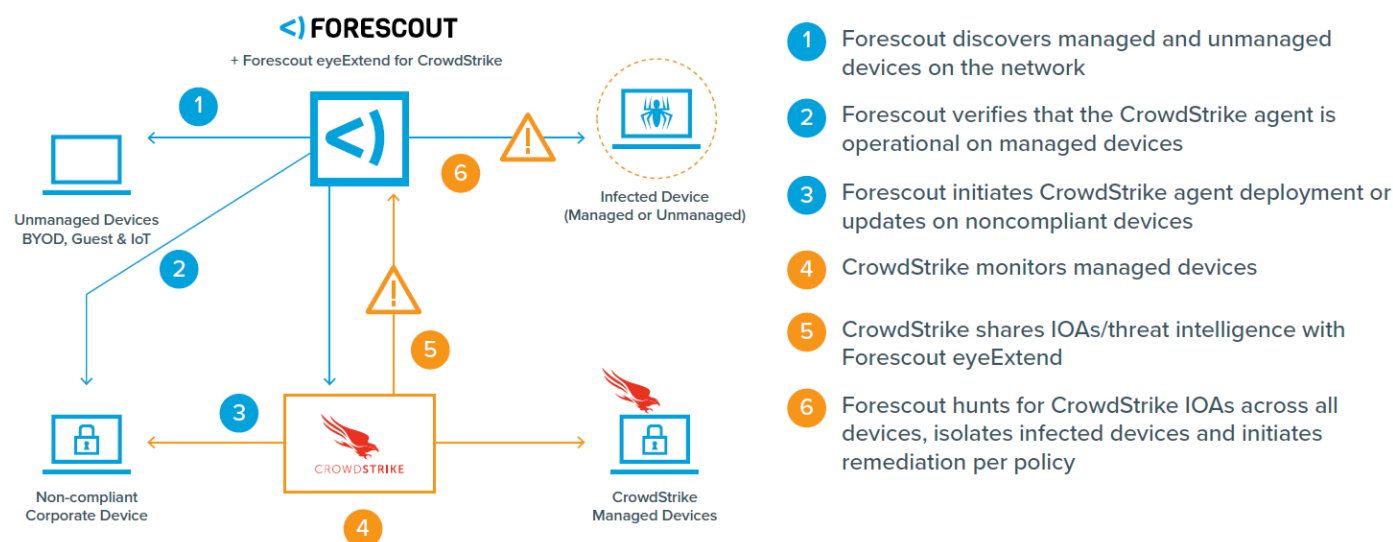 FORESCOUT
+ Forescout eyeExtend for CrowdStrike
1
6
Unmanaged Devices
BYOD, Guest & IoT
Infected Device
(Managed or Unmanaged)
2
5
3
CROWDSTRIKE
Non-compliant
Corporate Device
4
CrowdStrike
Managed Devices
1 Forescout discovers managed and unmanaged
devices on the network
2 Forescout verifies that the CrowdStrike agent is
operational on managed devices
3 Forescout initiates CrowdStrike agent deployment or
updates on noncompliant devices
4 CrowdStrike monitors managed devices
5 CrowdStrike shares IOAs/threat intelligence with
Forescout eyeExtend
6 Forescout hunts for CrowdStrike IOAs across all
devices, isolates infected devices and initiates
remediation per policy